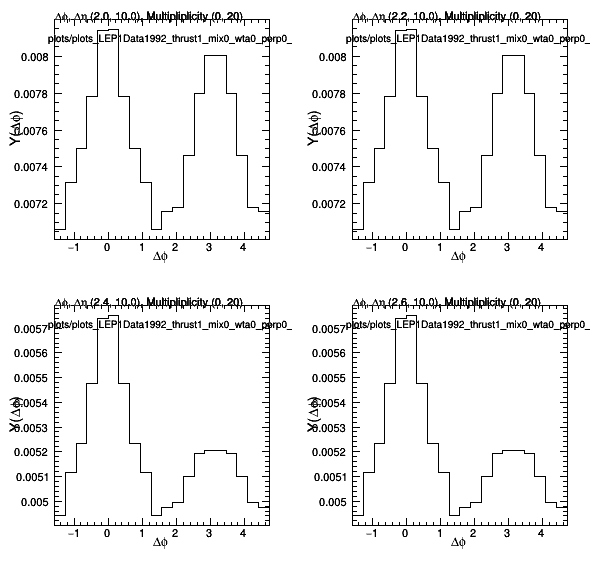 Δϕ, Δη (2.0, 10.0), Multipliplicity (0, 20)
plots/plots_LEP1Data1992_thrust1_mix0_wta0_perp0_
Y(Δϕ)
0.008
0.0078
0.0076
0.0074
0.0072
−1 0 1 2 3 4
Δϕ
Δϕ, Δη (2.2, 10.0), Multipliplicity (0, 20)
plots/plots_LEP1Data1992_thrust1_mix0_wta0_perp0_
Y(Δϕ)
0.008
0.0078
0.0076
0.0074
0.0072
−1 0 1 2 3 4
Δϕ
Δϕ, Δη (2.4, 10.0), Multipliplicity (0, 20)
plots/plots_LEP1Data1992_thrust1_mix0_wta0_perp0_
Y(Δϕ)
0.0057
0.0056
0.0055
0.0054
0.0053
0.0052
0.0051
0.005
−1 0 1 2 3 4
Δϕ
Δϕ, Δη (2.6, 10.0), Multipliplicity (0, 20)
plots/plots_LEP1Data1992_thrust1_mix0_wta0_perp0_
Y(Δϕ)
0.0057
0.0056
0.0055
0.0054
0.0053
0.0052
0.0051
0.005
−1 0 1 2 3 4
Δϕ